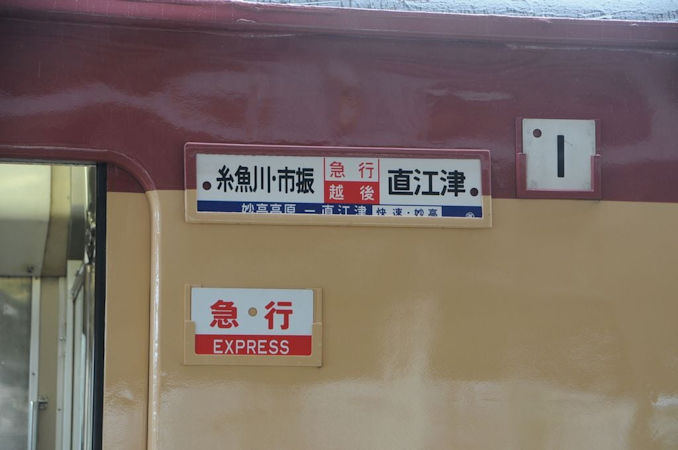 糸魚川・市振 急行 越後 直江津
妙高高原 ー 直江津 快速・妙高
1
急行
EXPRESS